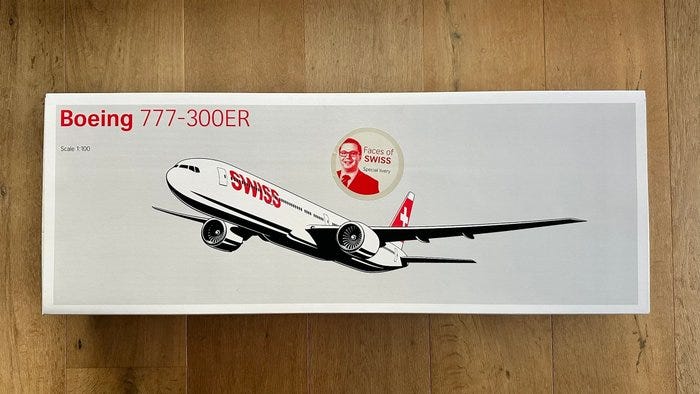 Boeing 777-300ER
Scale 1:100
Faces of
SWISS
Special livery
SWISS